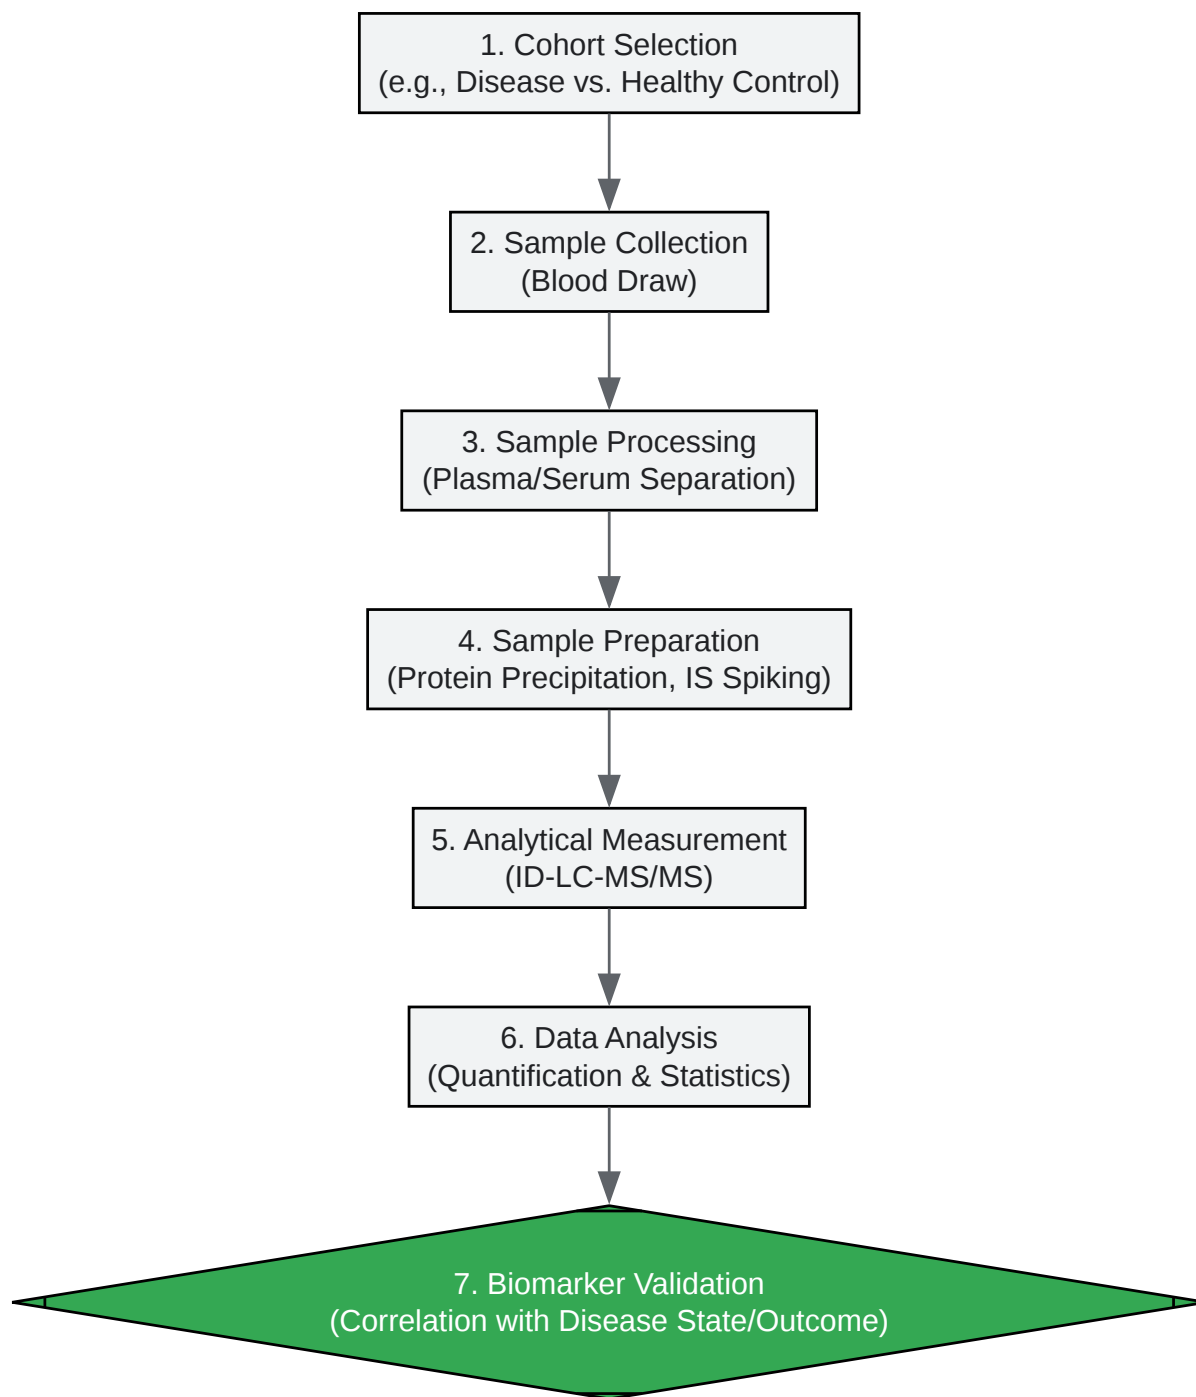 1. Cohort Selection
(e.g., Disease vs. Healthy Control)
2. Sample Collection
(Blood Draw)
3. Sample Processing
(Plasma/Serum Separation)
4. Sample Preparation
(Protein Precipitation, IS Spiking)
5. Analytical Measurement
(ID-LC-MS/MS)
6. Data Analysis
(Quantification & Statistics)
7. Biomarker Validation
(Correlation with Disease State/Outcome)